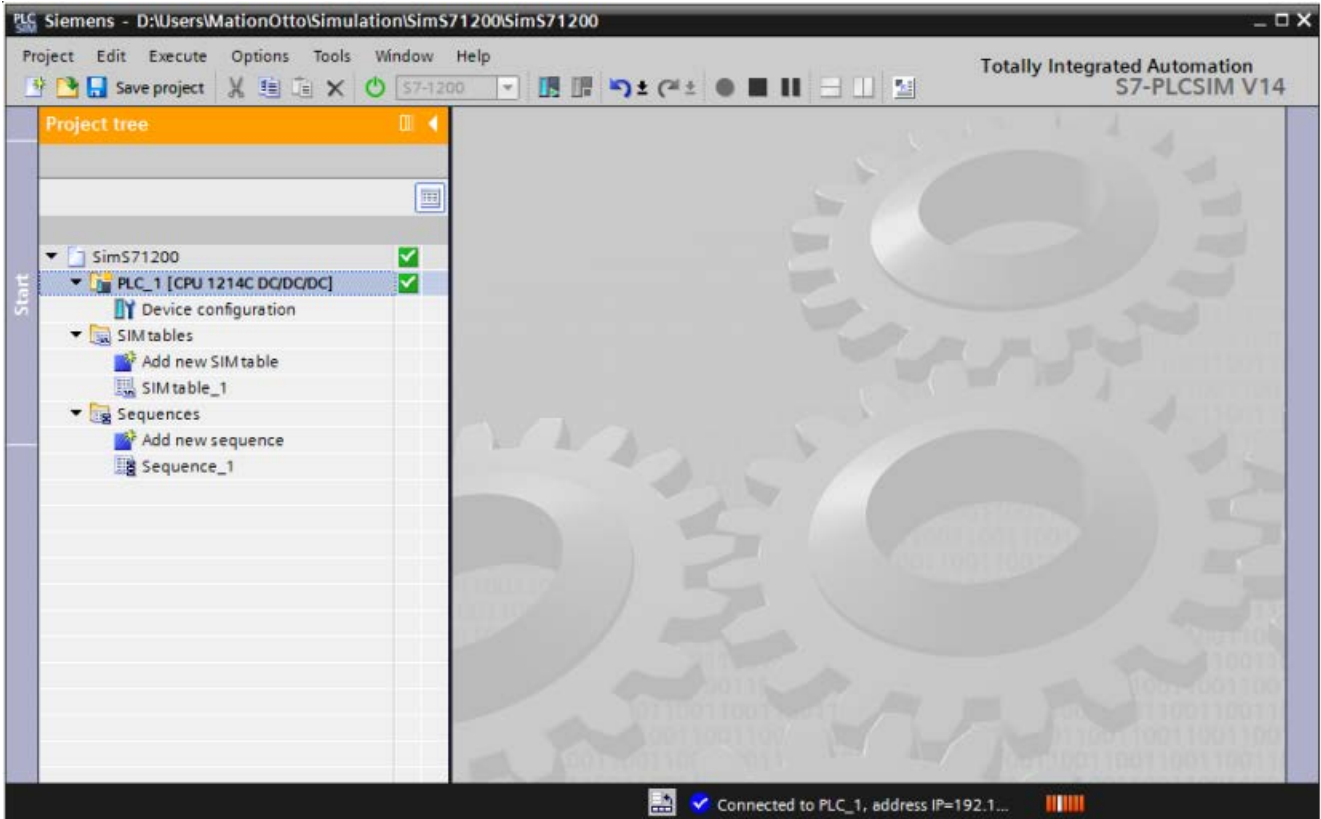 PLC SIM Siemens - D:\Users\MationOtto\Simulation\SimS71200\SimS71200
Project Edit Execute Options Tools Window Help
Totally Integrated Automation
Save project S7-1200 S7-PLCSIM V14
Project tree
Start
SimS71200
PLC_1 [CPU 1214C DC/DC/DC]
Device configuration
SIM tables
Add new SIM table
SIM table_1
Sequences
Add new sequence
Sequence_1
Connected to PLC_1, address IP=192.1...